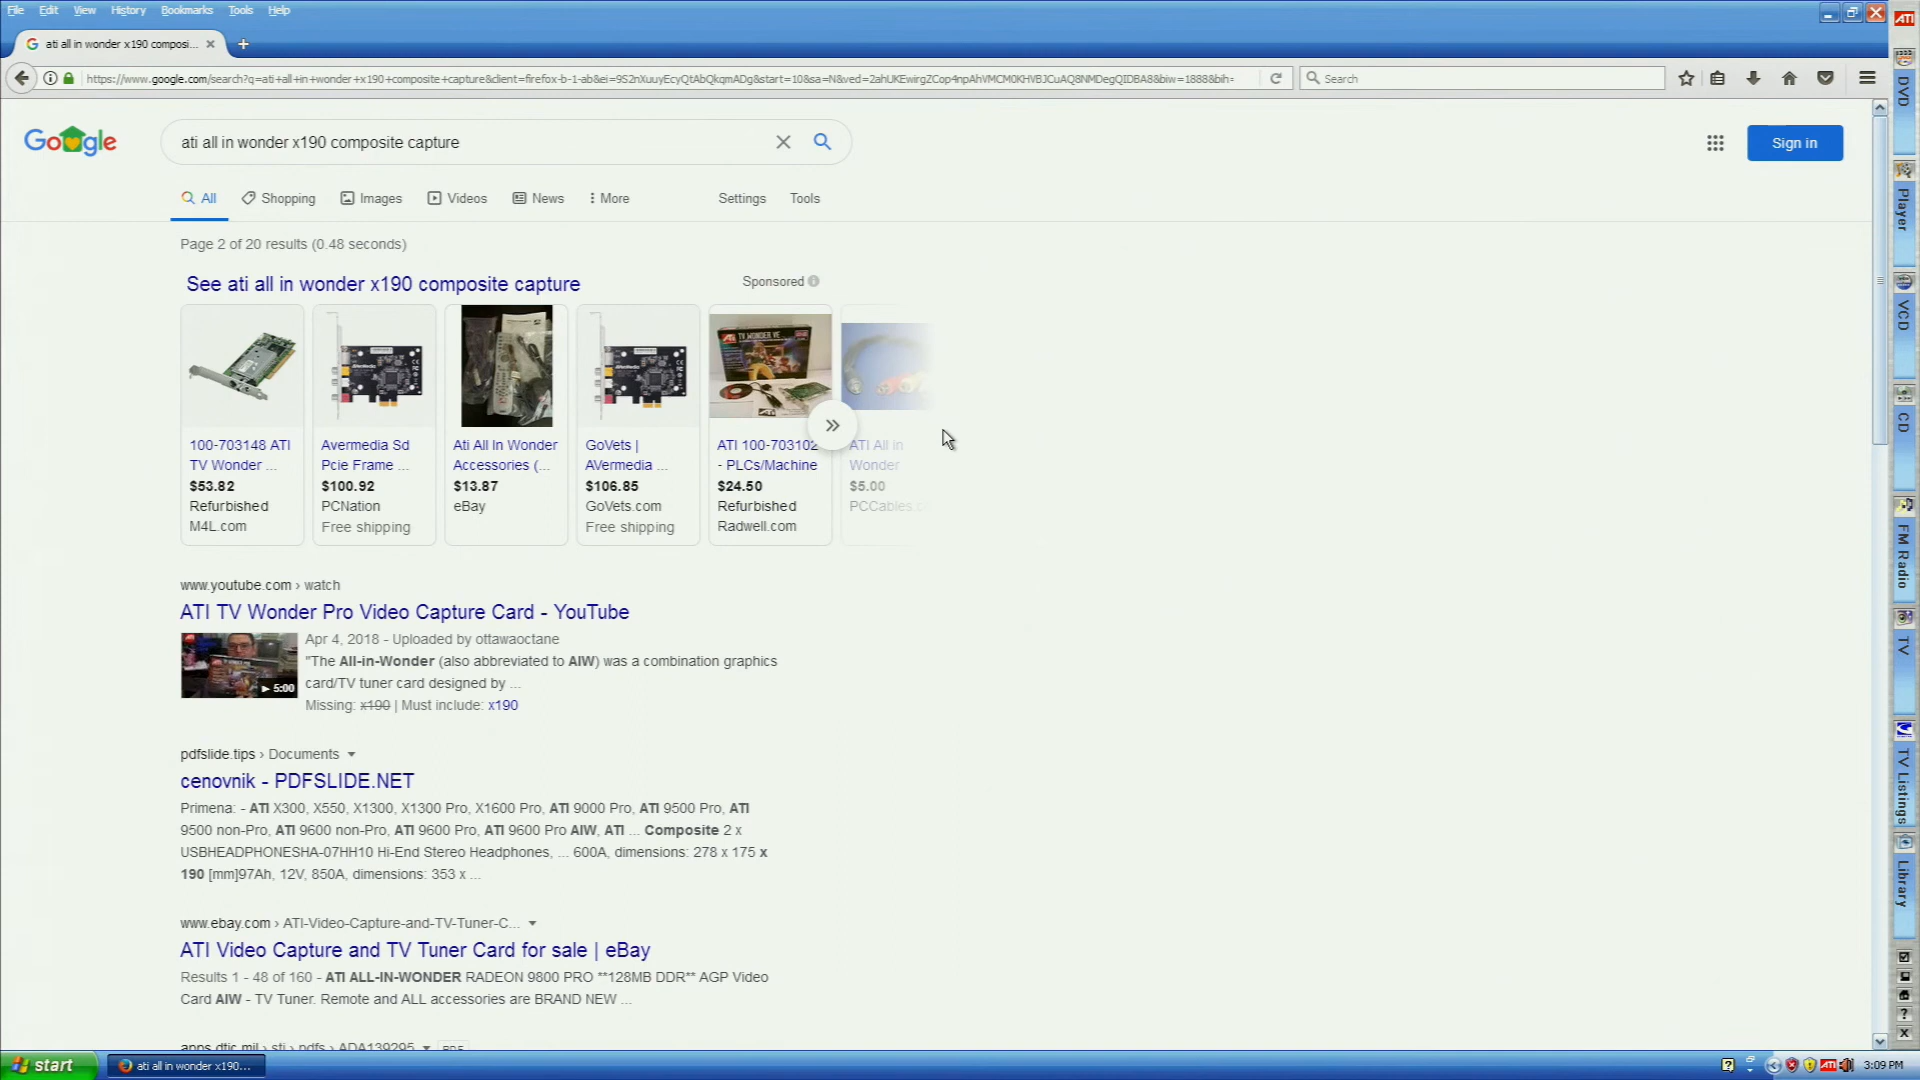 File Edit View History Bookmarks Tools Help
ati all in wonder x190 composi...
https://www.google.com/search?q=ati+all+in+wonder+x190+composite+capture&client=firefox-b-1-ab&ei=9S2nXuuyEcyQtAbQkqmADg&start=10&sa=N&ved=2ahUKEwirgZCop4npAhVMCM0KHVBJCuAQ8NMDegQIDBA8&biw=1888&bih=
Search
Google
ati all in wonder x190 composite capture
Sign in
All Shopping Images Videos News More Settings Tools
Page 2 of 20 results (0.48 seconds)
See ati all in wonder x190 composite capture
Sponsored
100-703148 ATI
TV Wonder ...
$53.82
Refurbished
M4L.com
Avermedia Sd
Pcie Frame ...
$100.92
PCNation
Free shipping
Ati All In Wonder
Accessories (...
$13.87
eBay
GoVets |
AVermedia ...
$106.85
GoVets.com
Free shipping
ATI 100-703102
- PLCs/Machine
$24.50
Refurbished
Radwell.com
ATI All in
Wonder
$5.00
PCCables.c
www.youtube.com › watch
ATI TV Wonder Pro Video Capture Card - YouTube
5:00
Apr 4, 2018 - Uploaded by ottawaoctane
"The All-in-Wonder (also abbreviated to AIW) was a combination graphics
card/TV tuner card designed by ...
Missing: x190 | Must include: x190
pdfslide.tips › Documents
cenovnik - PDFSLIDE.NET
Primena: - ATI X300, X550, X1300, X1300 Pro, X1600 Pro, ATI 9000 Pro, ATI 9500 Pro, ATI
9500 non-Pro, ATI 9600 non-Pro, ATI 9600 Pro, ATI 9600 Pro AIW, ATI ... Composite 2 x
USBHEADPHONESHA-07HH10 Hi-End Stereo Headphones, ... 600A, dimensions: 278 x 175 x
190 [mm]97Ah, 12V, 850A, dimensions: 353 x ...
www.ebay.com › ATI-Video-Capture-and-TV-Tuner-C...
ATI Video Capture and TV Tuner Card for sale | eBay
Results 1 - 48 of 160 - ATI ALL-IN-WONDER RADEON 9800 PRO **128MB DDR** AGP Video
Card AIW - TV Tuner. Remote and ALL accessories are BRAND NEW ...
apps.dtic.mil › sti › pdfs › ADA139295 PDF
ATI
DVD
Player
VCD
CD
FM Radio
TV
TV Listings
Library
start
ati all in wonder x190...
3:09 PM